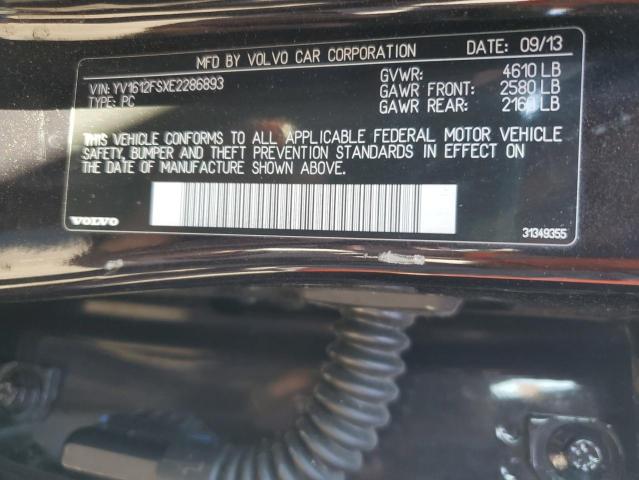 MFD BY VOLVO CAR CORPORATION DATE: 09/13
VIN: YV1612FSXE2286893 GVWR: 4610 LB
TYPE: PC GAWR FRONT: 2580 LB
GAWR REAR: LB
THIS VEHICLE CONFORMS TO ALL APPLICABLE FEDERAL MOTOR VEHICLE
SAFETY, BUMPER AND THEFT PREVENTION STANDARDS IN EFFECT ON
THE DATE OF MANUFACTURE SHOWN ABOVE.
VOLVO 31349355